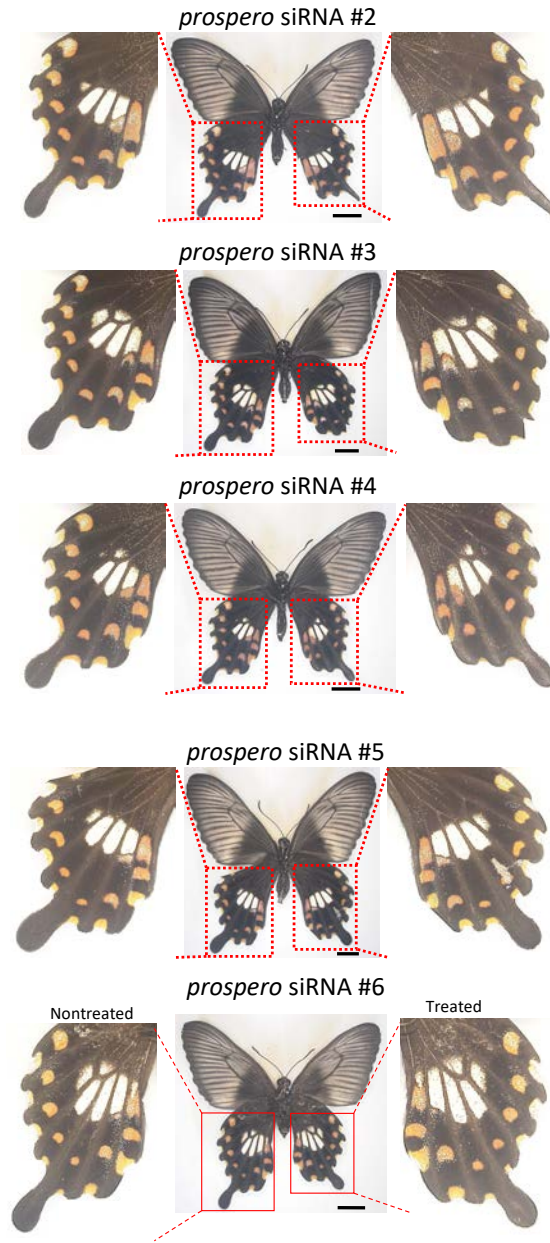 prospero siRNA #2
prospero siRNA #3
prospero siRNA #4
prospero siRNA #5
prospero siRNA #6
Nontreated
Treated